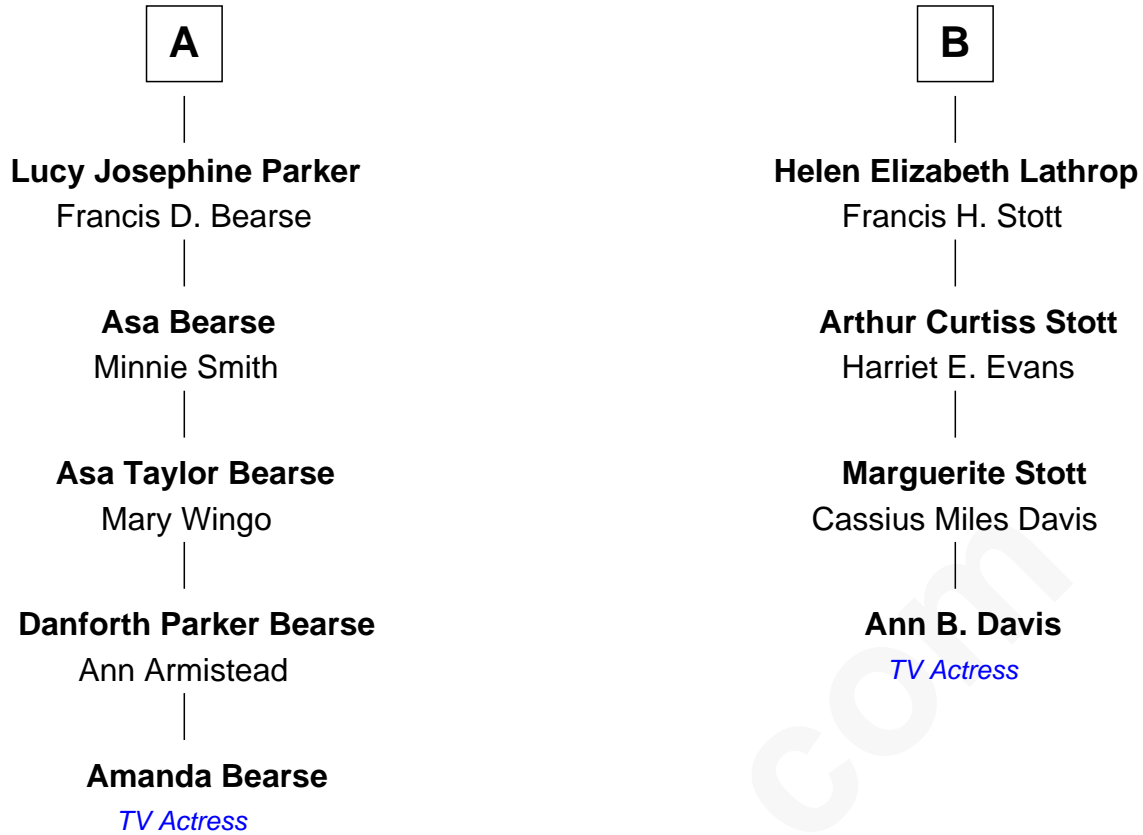 A
Lucy Josephine Parker
Francis D. Bearse
Asa Bearse
Minnie Smith
Asa Taylor Bearse
Mary Wingo
Danforth Parker Bearse
Ann Armistead
Amanda Bearse
TV Actress
B
Helen Elizabeth Lathrop
Francis H. Stott
Arthur Curtiss Stott
Harriet E. Evans
Marguerite Stott
Cassius Miles Davis
Ann B. Davis
TV Actress
com